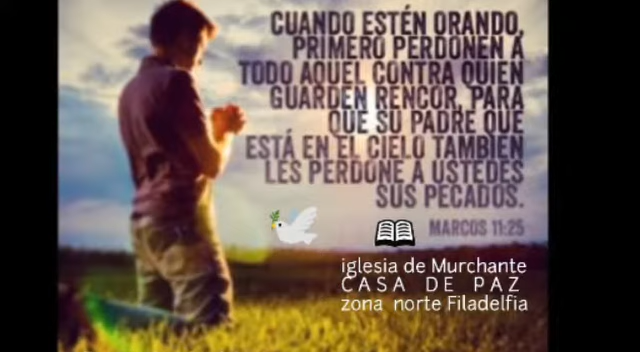 CUANDO ESTÉN ORANDO,
PRIMERO PERDONEN A
TODO AQUEL CONTRA QUIEN
GUARDEN RENCOR, PARA
QUE SU PADRE QUE
ESTÁ EN EL CIELO TAMBIÉN
LES PERDONE A USTEDES
SUS PECADOS.
MARCOS 11:25
iglesia de Murchante
CASA DE PAZ
zona norte Filadelfia